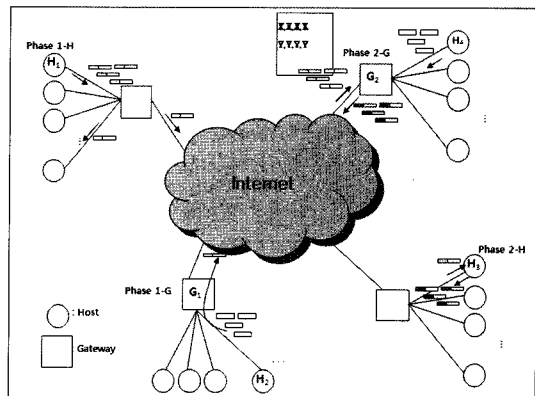 X.X.X.X
Y.Y.Y.Y
Phase 1-H
H₁
Phase 2-G
G₂
H₄
Internet
Phase 2-H
H₃
Phase 1-G
G₁
: Host
Gateway
H₂